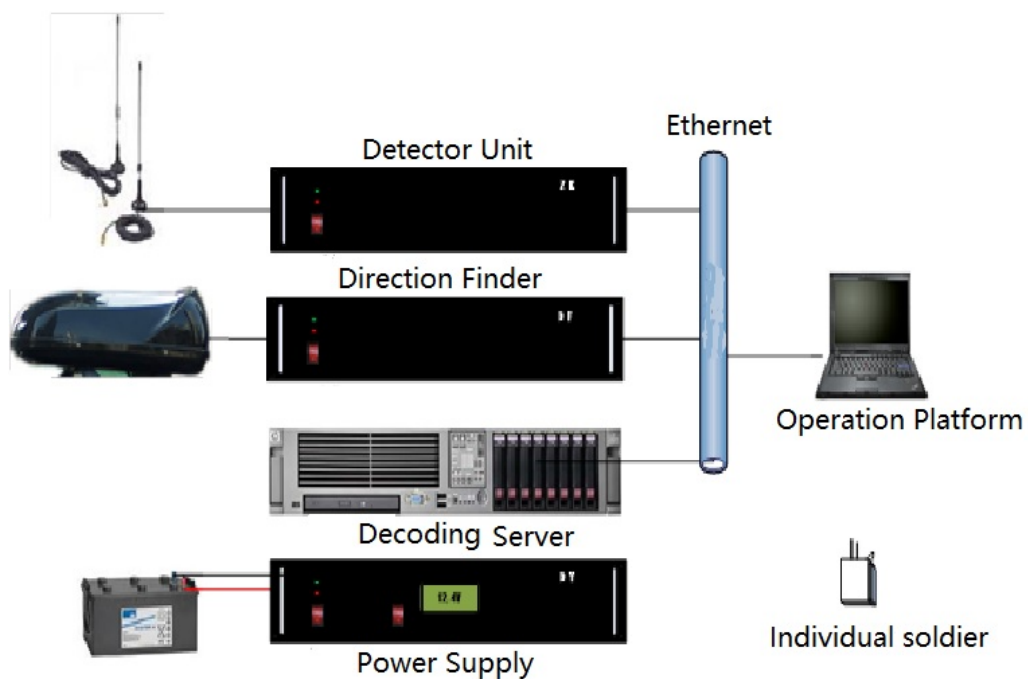 Ethernet
Detector Unit
Direction Finder
Operation Platform
Decoding Server
Individual soldier
Power Supply